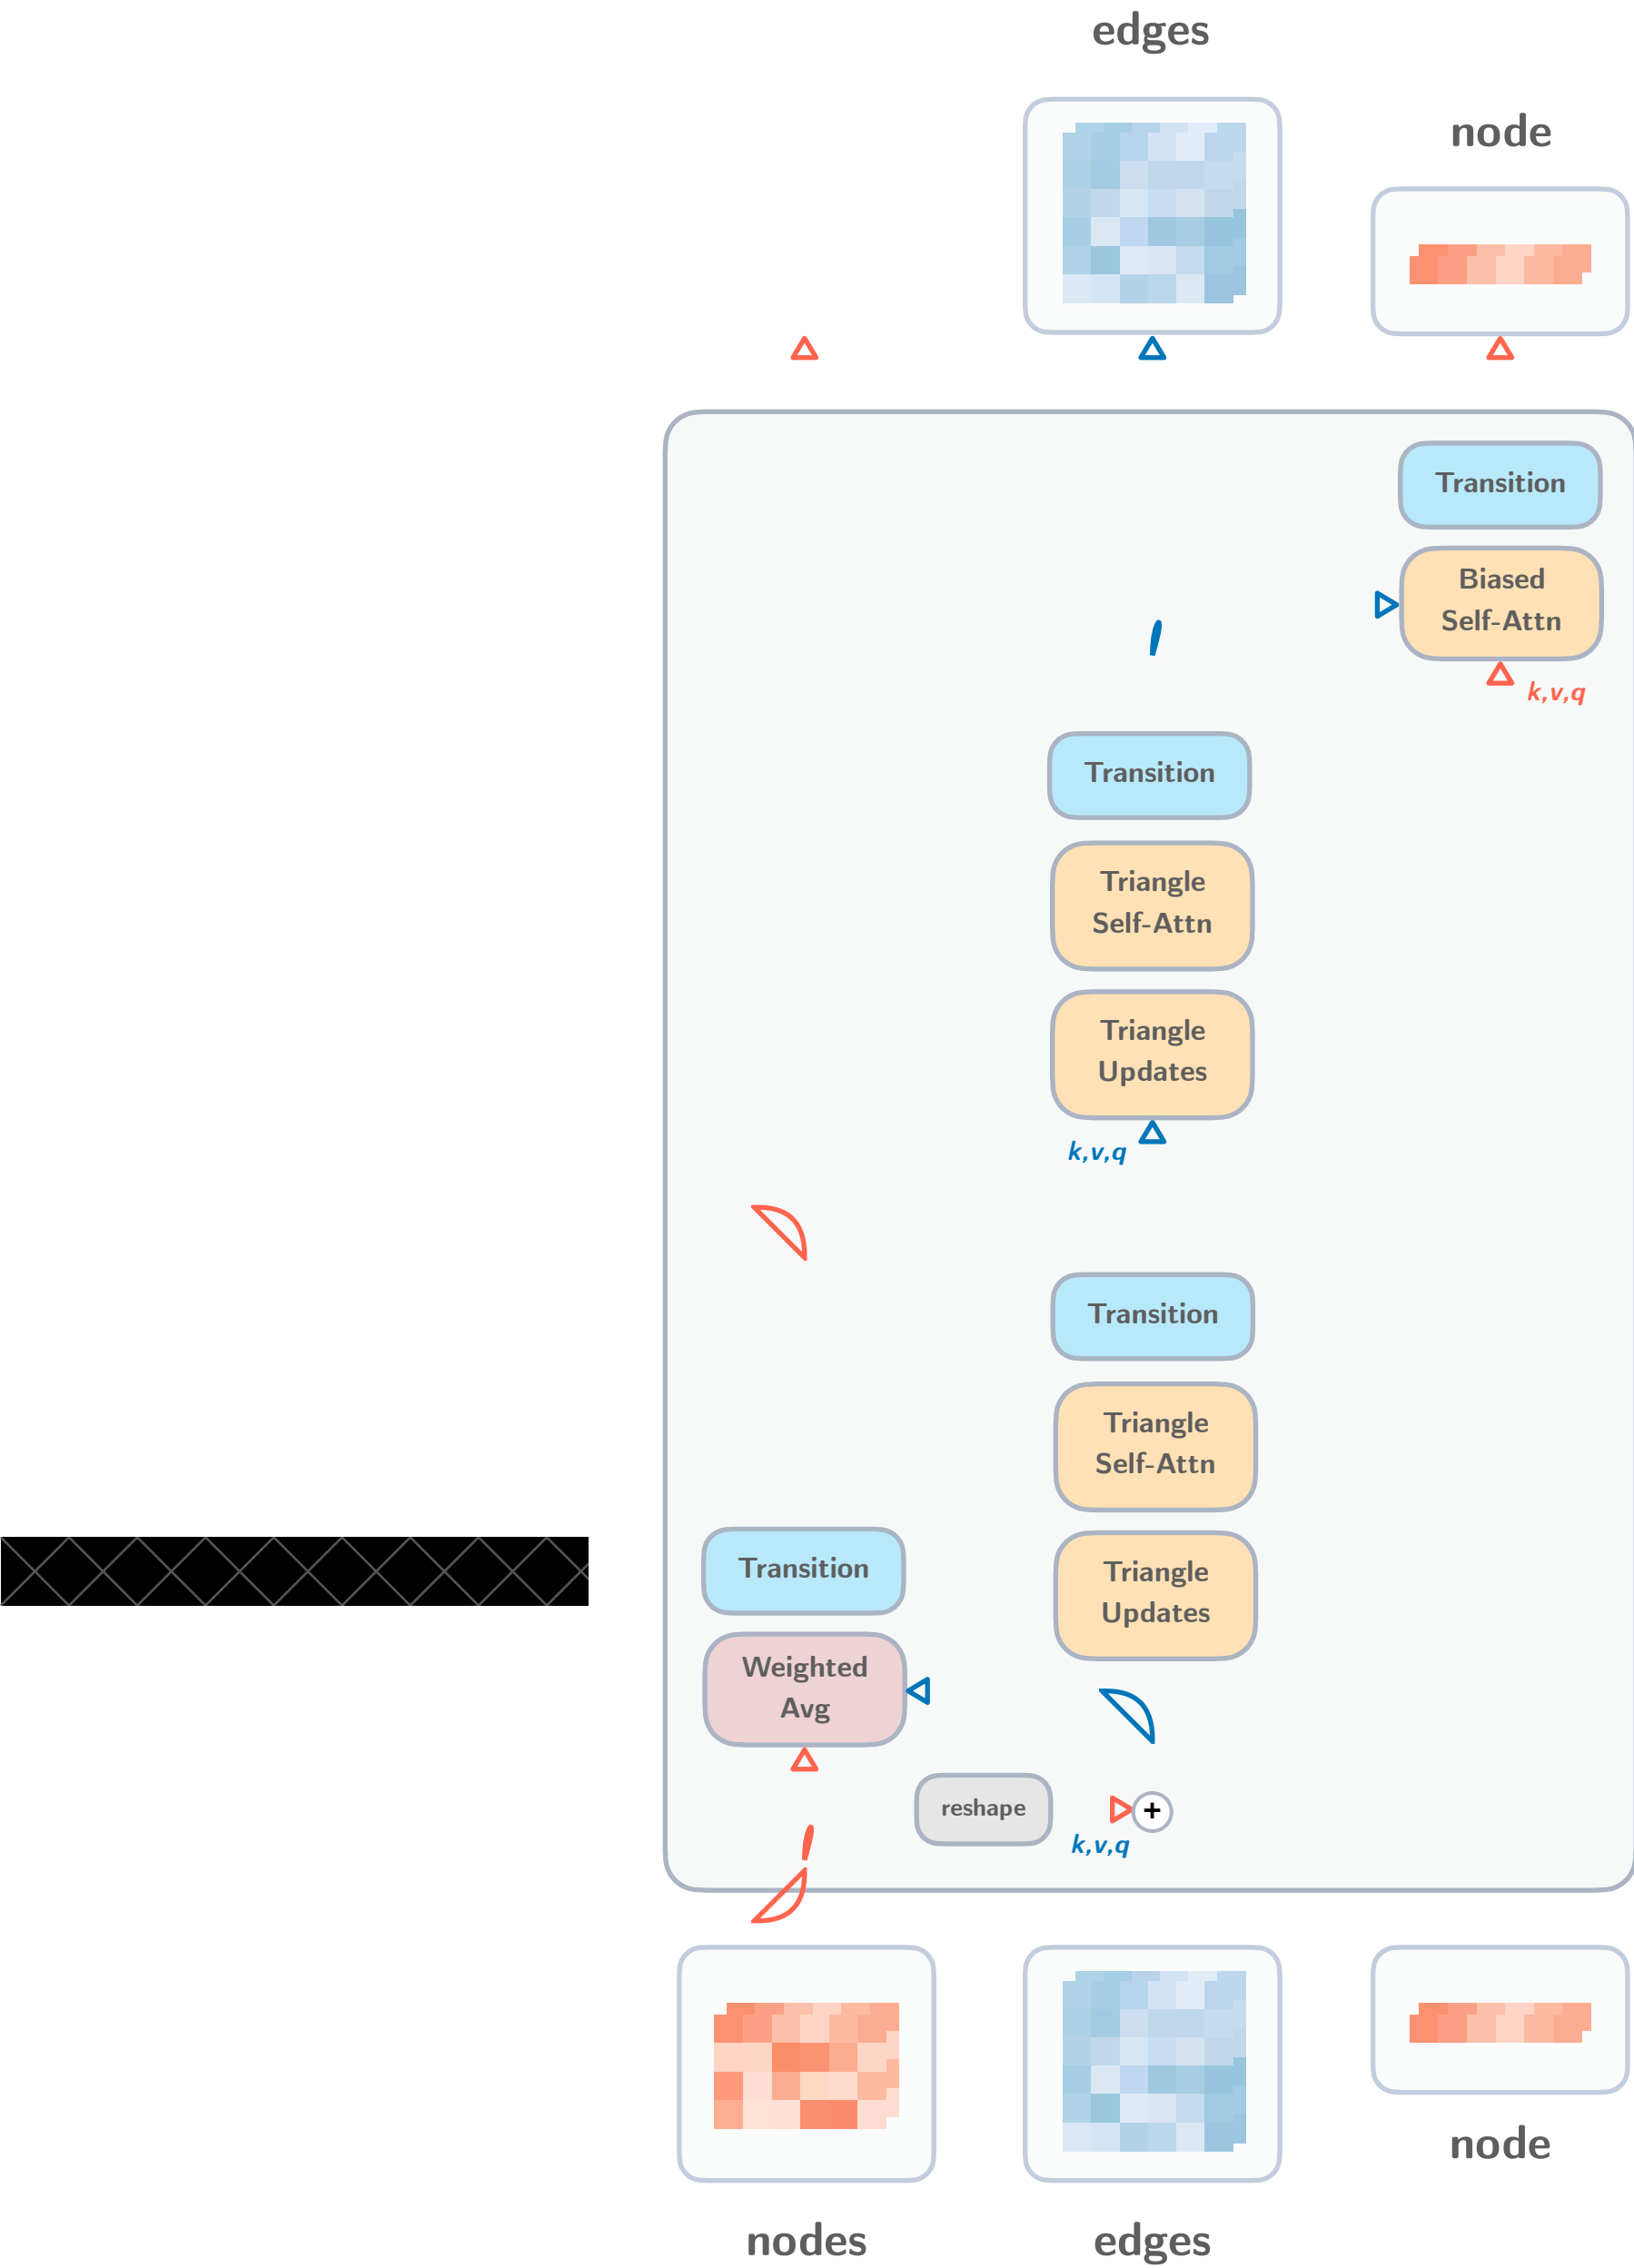 edges
node
Transition
Biased
Self-Attn
k,v,q
Transition
Triangle
Self-Attn
Triangle
Updates
k,v,q
Transition
Triangle
Self-Attn
Transition
Triangle
Updates
Weighted
Avg
reshape
+
k,v,q
node
nodes
edges